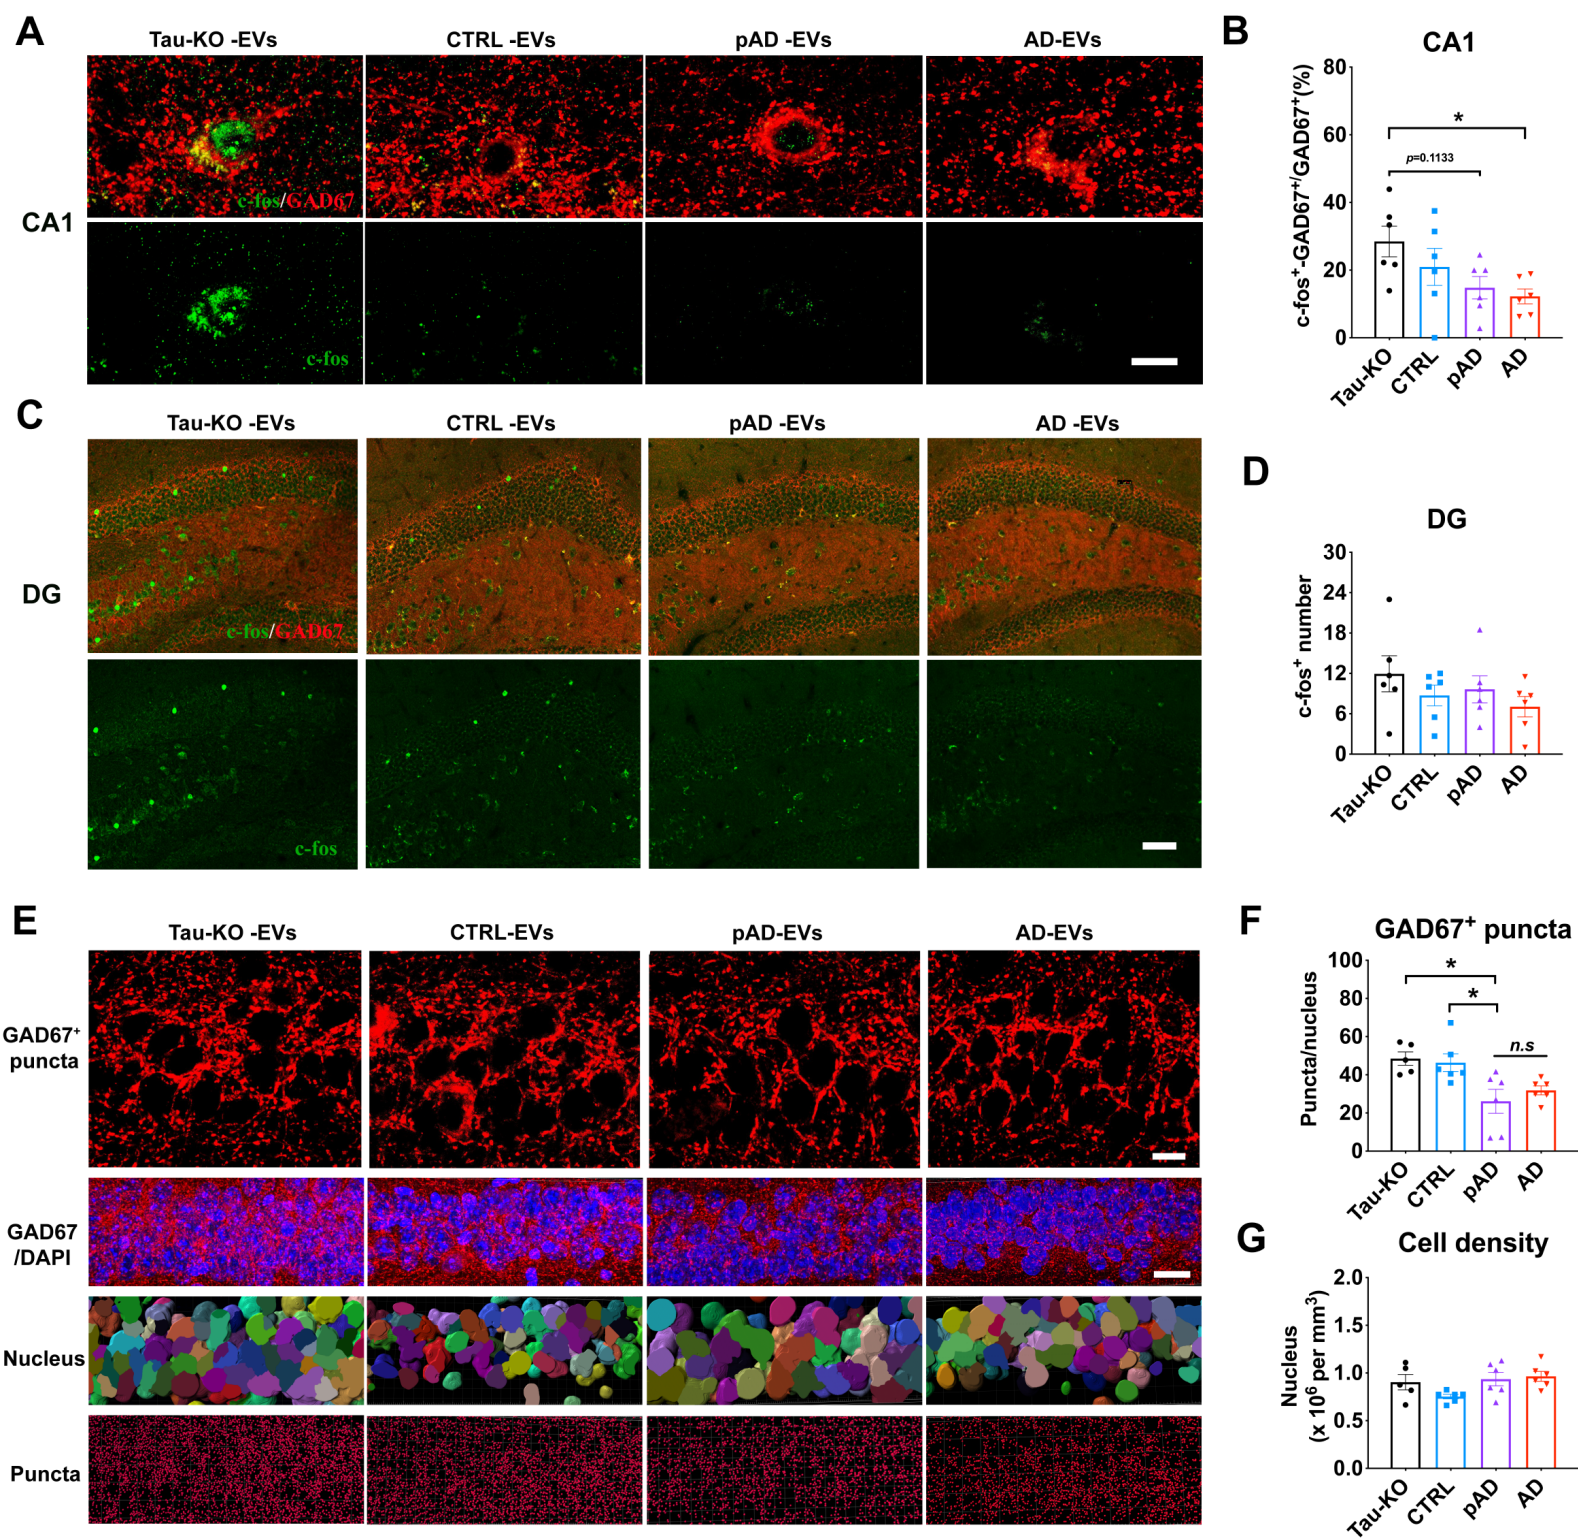 A
Tau-KO -EVs
CTRL -EVs
pAD -EVs
AD-EVs
CA1
c-fos/GAD67
c-fos
B
CA1
c-fos⁺-GAD67⁺/GAD67⁺(%)
80
60
40
20
0
*
p=0.1133
Tau-KO
CTRL
pAD
AD
C
Tau-KO -EVs
CTRL -EVs
pAD -EVs
AD -EVs
DG
c-fos/GAD67
c-fos
D
DG
c-fos⁺ number
30
24
18
12
6
0
Tau-KO
CTRL
pAD
AD
E
Tau-KO -EVs
CTRL-EVs
pAD-EVs
AD-EVs
GAD67⁺
puncta
GAD67
/DAPI
Nucleus
Puncta
F
GAD67⁺ puncta
Puncta/nucleus
100
80
60
40
20
0
*
*
n.s
Tau-KO
CTRL
pAD
AD
G
Cell density
Nucleus
(x 10⁶ per mm³)
2.0
1.5
1.0
0.5
0.0
Tau-KO
CTRL
pAD
AD